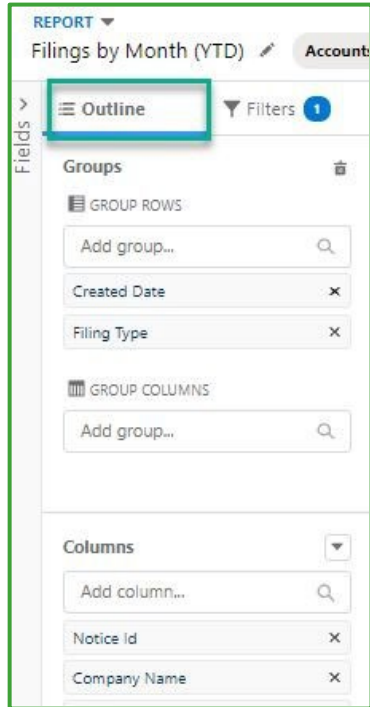 REPORT
Filings by Month (YTD) Accounts
Fields
Outline Filters 1
Groups
GROUP ROWS
Add group...
Created Date
Filing Type
GROUP COLUMNS
Add group...
Columns
Add column...
Notice Id
Company Name